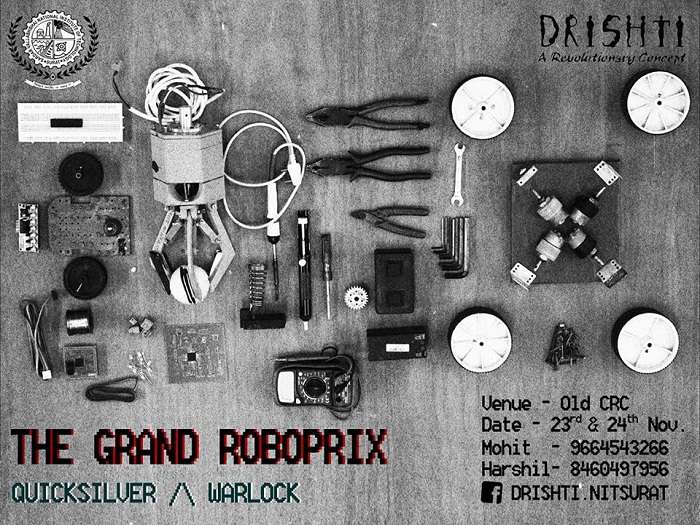 DRISHTI
A Revolutionary Concept
THE GRAND ROBOPRIX
QUICKSILVER /\ WARLOCK
Venue - Old CRC
Date - 23rd & 24th Nov.
Mohit - 9664543266
Harshil- 8460497956
DRISHTI.NITSURAT